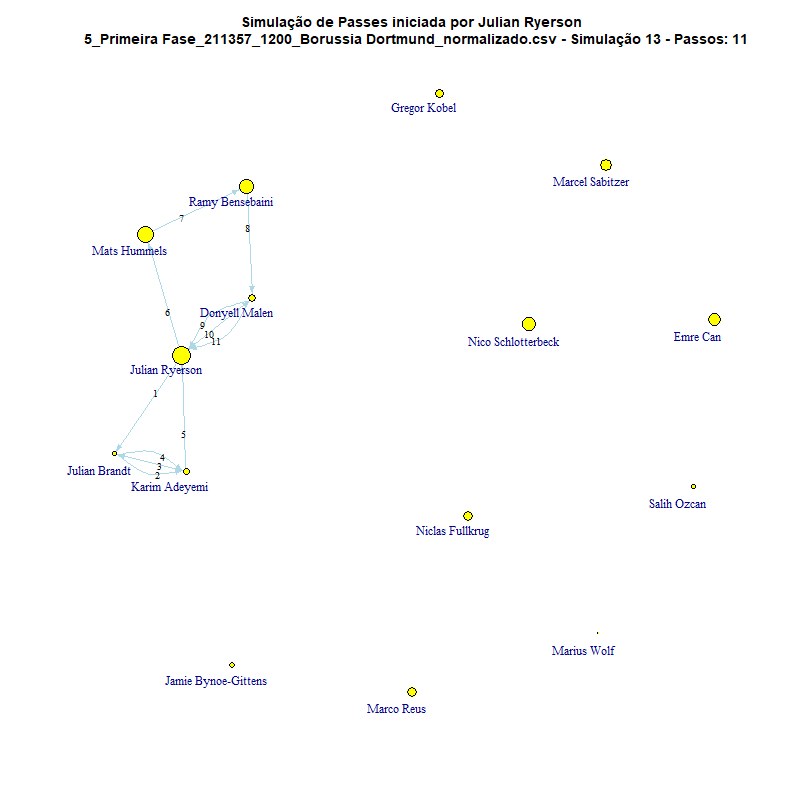 Simulação de Passes iniciada por Julian Ryerson
5_Primeira Fase_211357_1200_Borussia Dortmund_normalizado.csv - Simulação 13 - Passos: 11
Gregor Kobel
Marcel Sabitzer
Ramy Bensebaini
7
8
Mats Hummels
Donyell Malen
6
9
10
11
Nico Schlotterbeck
Emre Can
Julian Ryerson
1
5
4
3
2
Julian Brandt
Karim Adeyemi
Salih Ozcan
Niclas Fullkrug
Marius Wolf
Jamie Bynoe-Gittens
Marco Reus